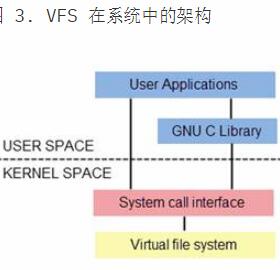 图 3. VFS 在系统中的架构
User Applications
GNU C Library
USER SPACE
KERNEL SPACE
System call interface
Virtual file system